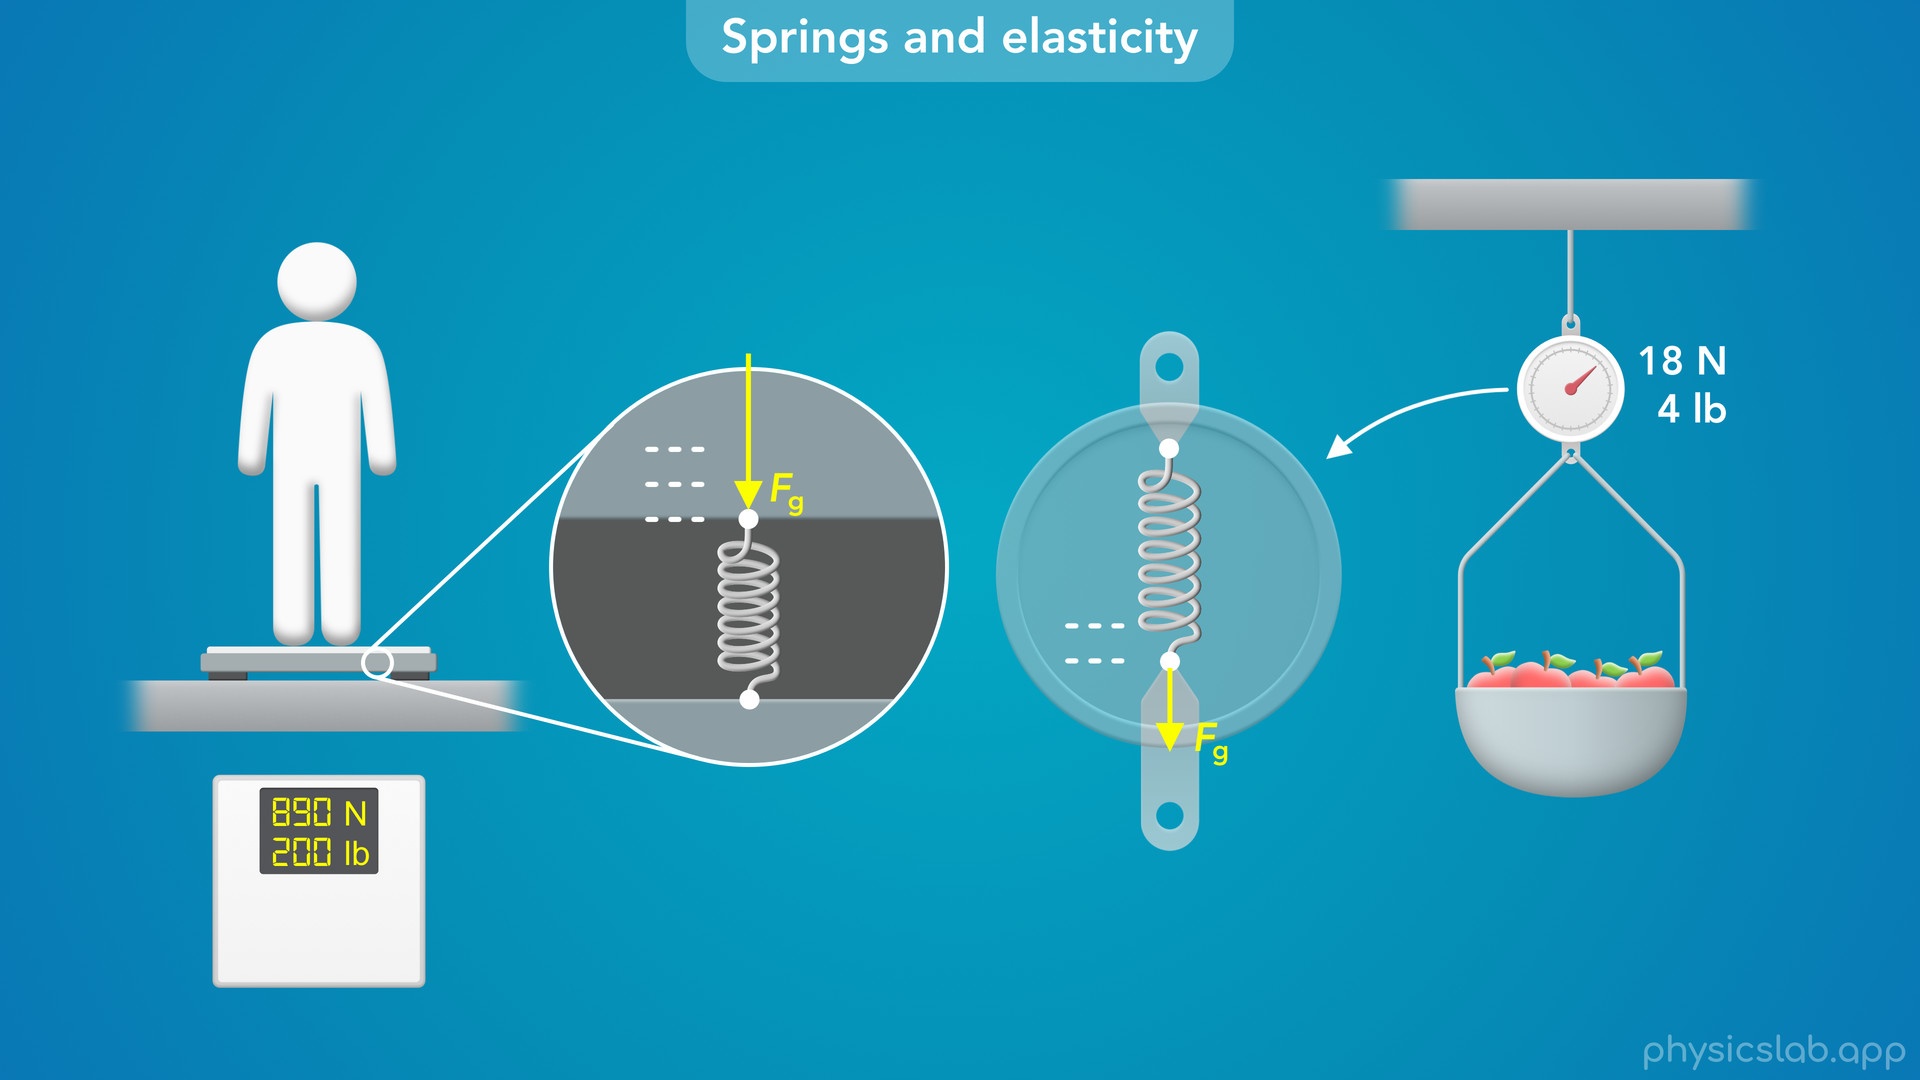 Springs and elasticity
Fg
Fg
18 N
4 lb
890 N
200 lb
physicslab.app